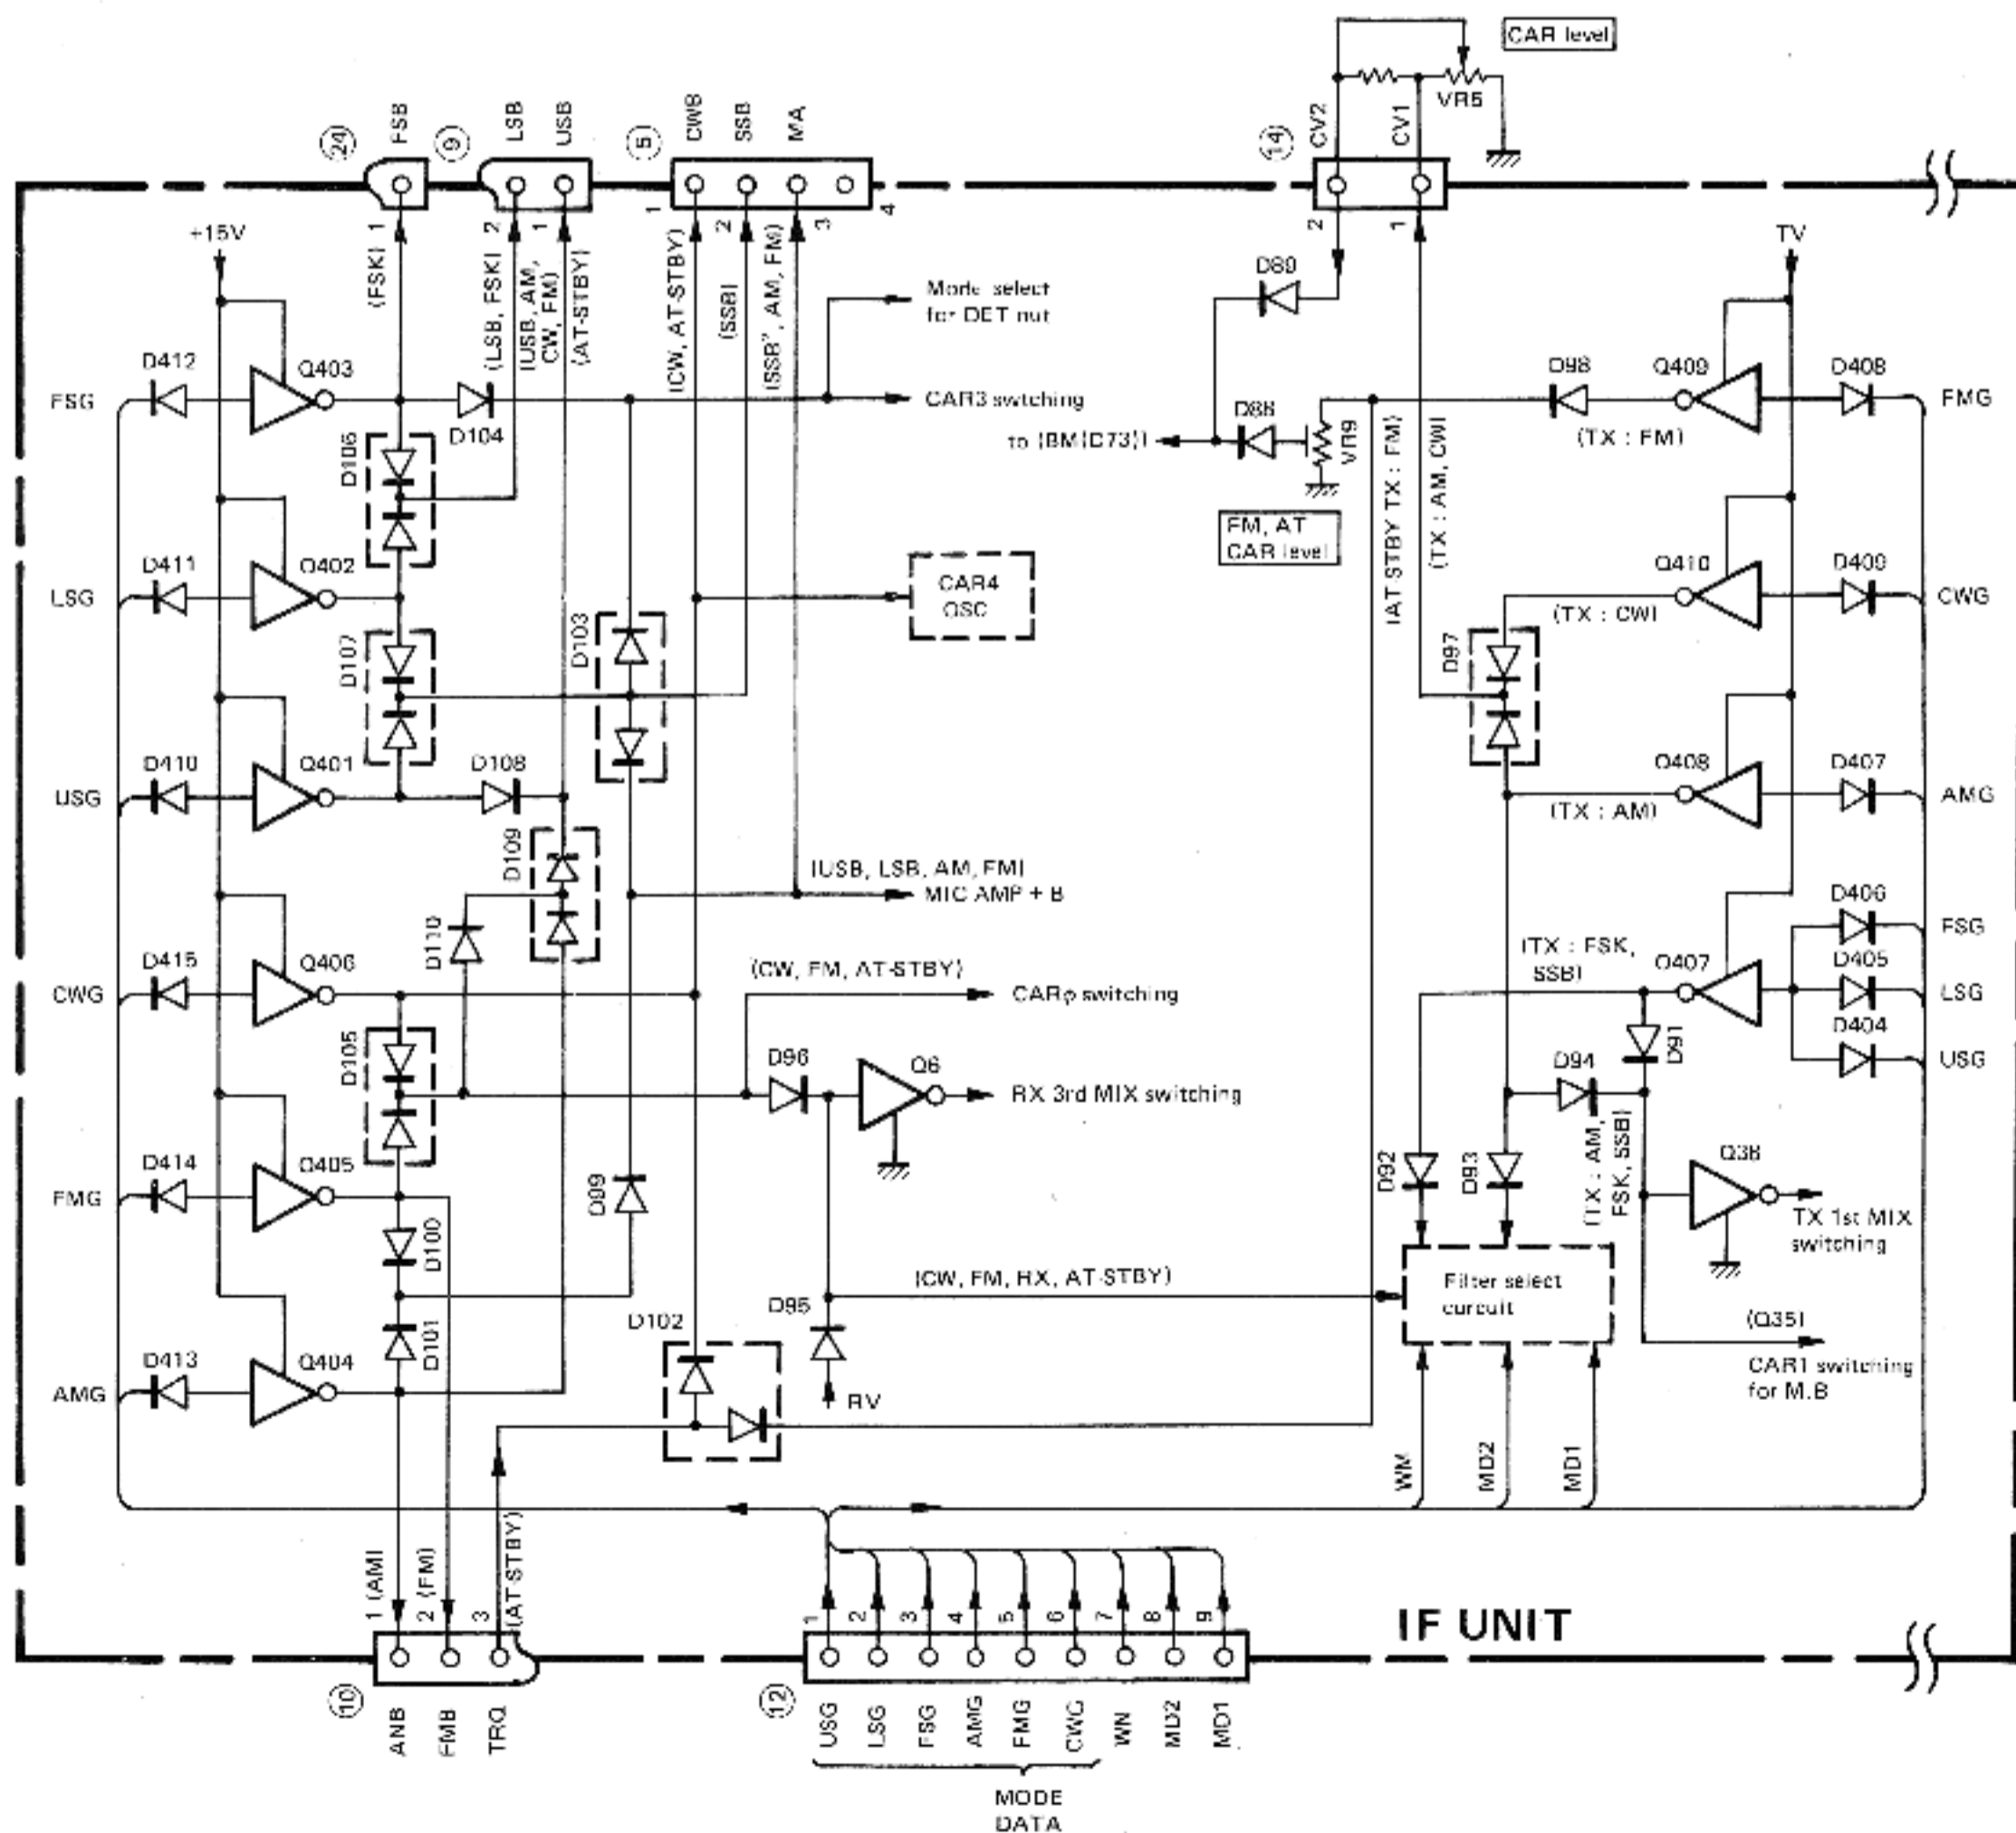 CAR level
VR5
24
FSB
9
LSB
USB
5
CWB
SSB
MA
14
CV2
CV1
1
2
1
1
2
3
4
2
1
+15V
TV
(FSK)
(LSB, FSK)
(USB, AM,
CW, FM)
(AT-STBY)
(CW, AT-STBY)
(SSB)
(SSB", AM, FM)
Mode select
for DET out
D89
D412
Q403
D104
FSG
CAR3 swtching
D88
to (BM(D73))
VR9
FM, AT
CAR level
(AT-STBY TX : FM)
(TX : AM, CW)
D98
Q409
D408
FMG
(TX : FM)
D106
D411
Q402
LSG
CAR4
OSC
Q410
D409
CWG
(TX : CW)
D107
D103
D97
D410
Q401
D108
USG
Q408
D407
AMG
(TX : AM)
D109
(USB, LSB, AM, FM)
MIC AMP + B
D110
D406
FSG
(TX : FSK,
SSB)
Q407
D405
LSG
D404
USG
D415
Q406
CWG
(CW, FM, AT-STBY)
CARφ switching
D105
D96
Q6
RX 3rd MIX switching
D91
D94
D414
Q405
FMG
D99
D92
D93
(TX : AM,
FSK, SSB)
Q36
TX 1st MIX
switching
D100
(CW, FM, RX, AT-STBY)
Filter select
curcuit
D95
D102
D101
D413
Q404
AMG
RV
(Q35)
CAR1 switching
for M.B
WM
MD2
MD1
1 (AM)
2 (FM)
3
(AT-STBY)
1
2
3
4
5
6
7
8
9
IF UNIT
10
ANB
FMB
TRQ
12
USG
LSG
FSG
AMG
FMG
CWG
WN
MD2
MD1
MODE
DATA